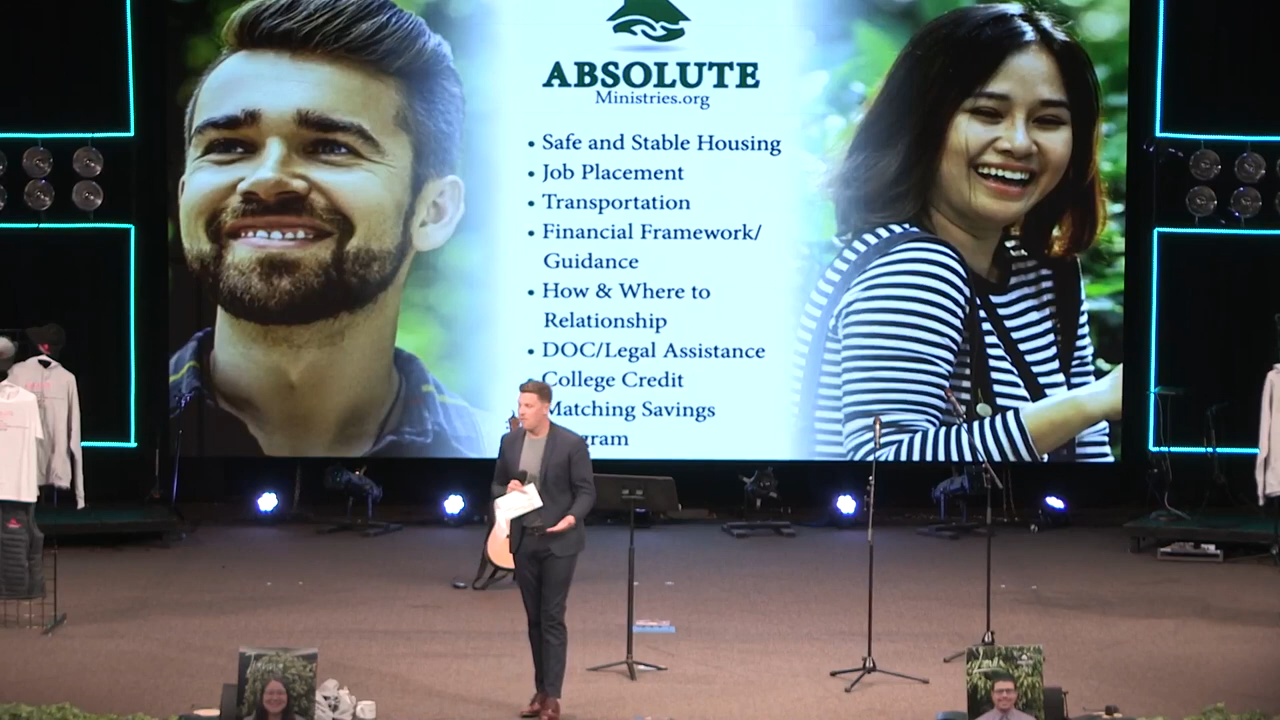 ABSOLUTE
Ministries.org
• Safe and Stable Housing
• Job Placement
• Transportation
• Financial Framework/
Guidance
• How & Where to
Relationship
• DOC/Legal Assistance
College Credit
Matching Savings
gram